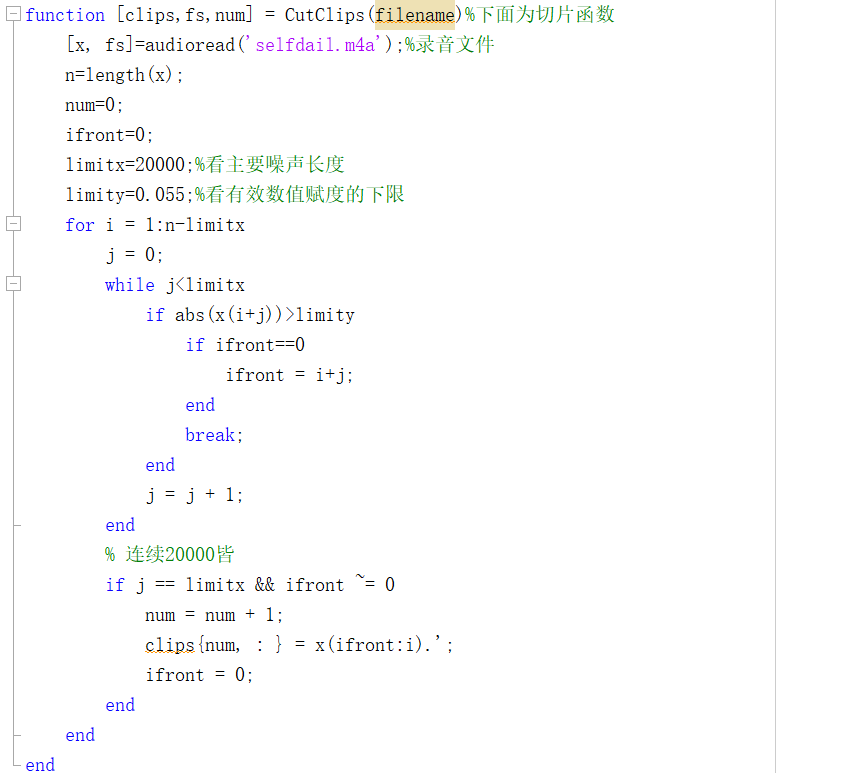 function [clips,fs,num] = CutClips(filename)%下面为切片函数
    [x, fs]=audioread('selfdail.m4a');%录音文件
    n=length(x);
    num=0;
    ifront=0;
    limitx=20000;%看主要噪声长度
    limity=0.055;%看有效数值赋度的下限
    for i = 1:n-limitx
        j = 0;
        while j<limitx
            if abs(x(i+j))>limity
                if ifront==0
                    ifront = i+j;
                end
                break;
            end
            j = j + 1;
        end
        % 连续20000皆
        if j == limitx && ifront ~= 0
            num = num + 1;
            clips{num, : } = x(ifront:i).';
            ifront = 0;
        end
    end
end